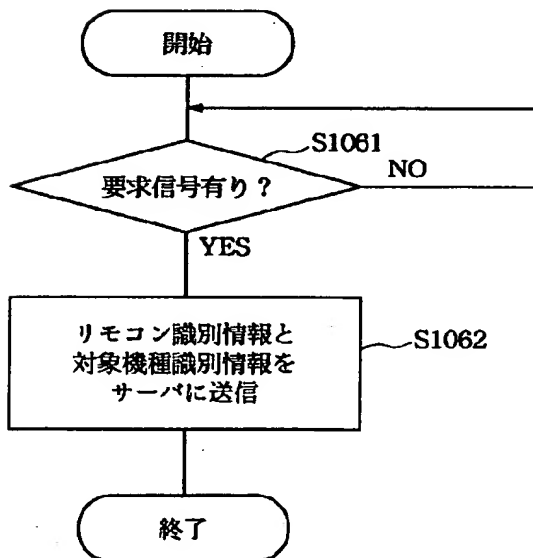 開始
S1061
要求信号有り？
NO
YES
リモコン識別情報と
対象機種識別情報を
サーバに送信
S1062
終了